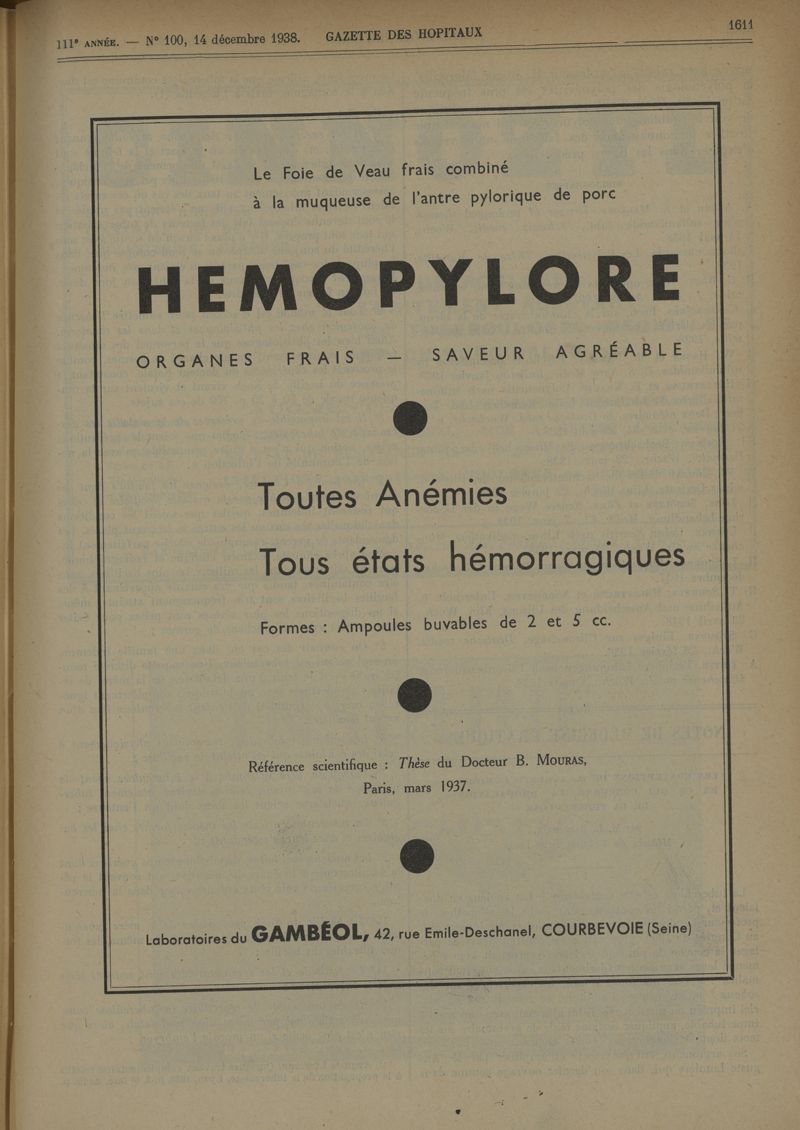 111ᵉ ANNÉE. — N° 100, 14 décembre 1938. GAZETTE DES HOPITAUX 1611
Le Foie de Veau frais combiné
à la muqueuse de l'antre pylorique de porc
HEMOPYLORE
ORGANES FRAIS — SAVEUR AGRÉABLE
Toutes Anémies
Tous états hémorragiques
Formes : Ampoules buvables de 2 et 5 cc.
Référence scientifique : Thèse du Docteur B. MOURAS,
Paris, mars 1937.
Laboratoires du GAMBÉOL, 42, rue Emile-Deschanel, COURBEVOIE (Seine)